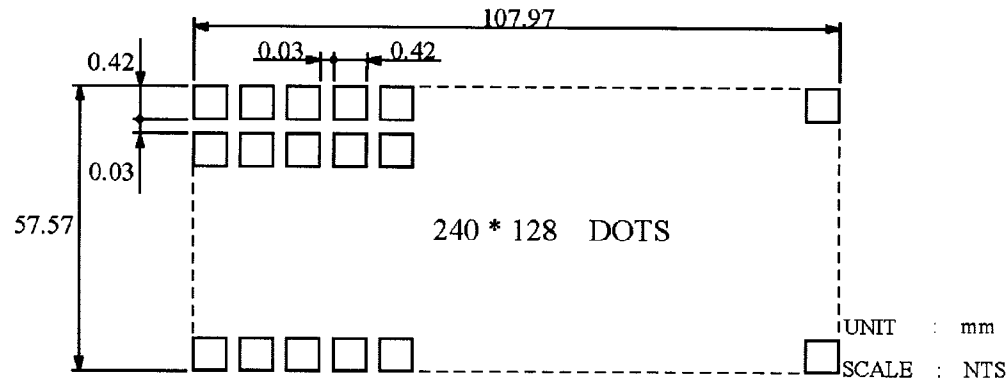 107.97
0.03 0.42
0.42
0.03
57.57
240 * 128 DOTS
UNIT : mm
SCALE : NTS